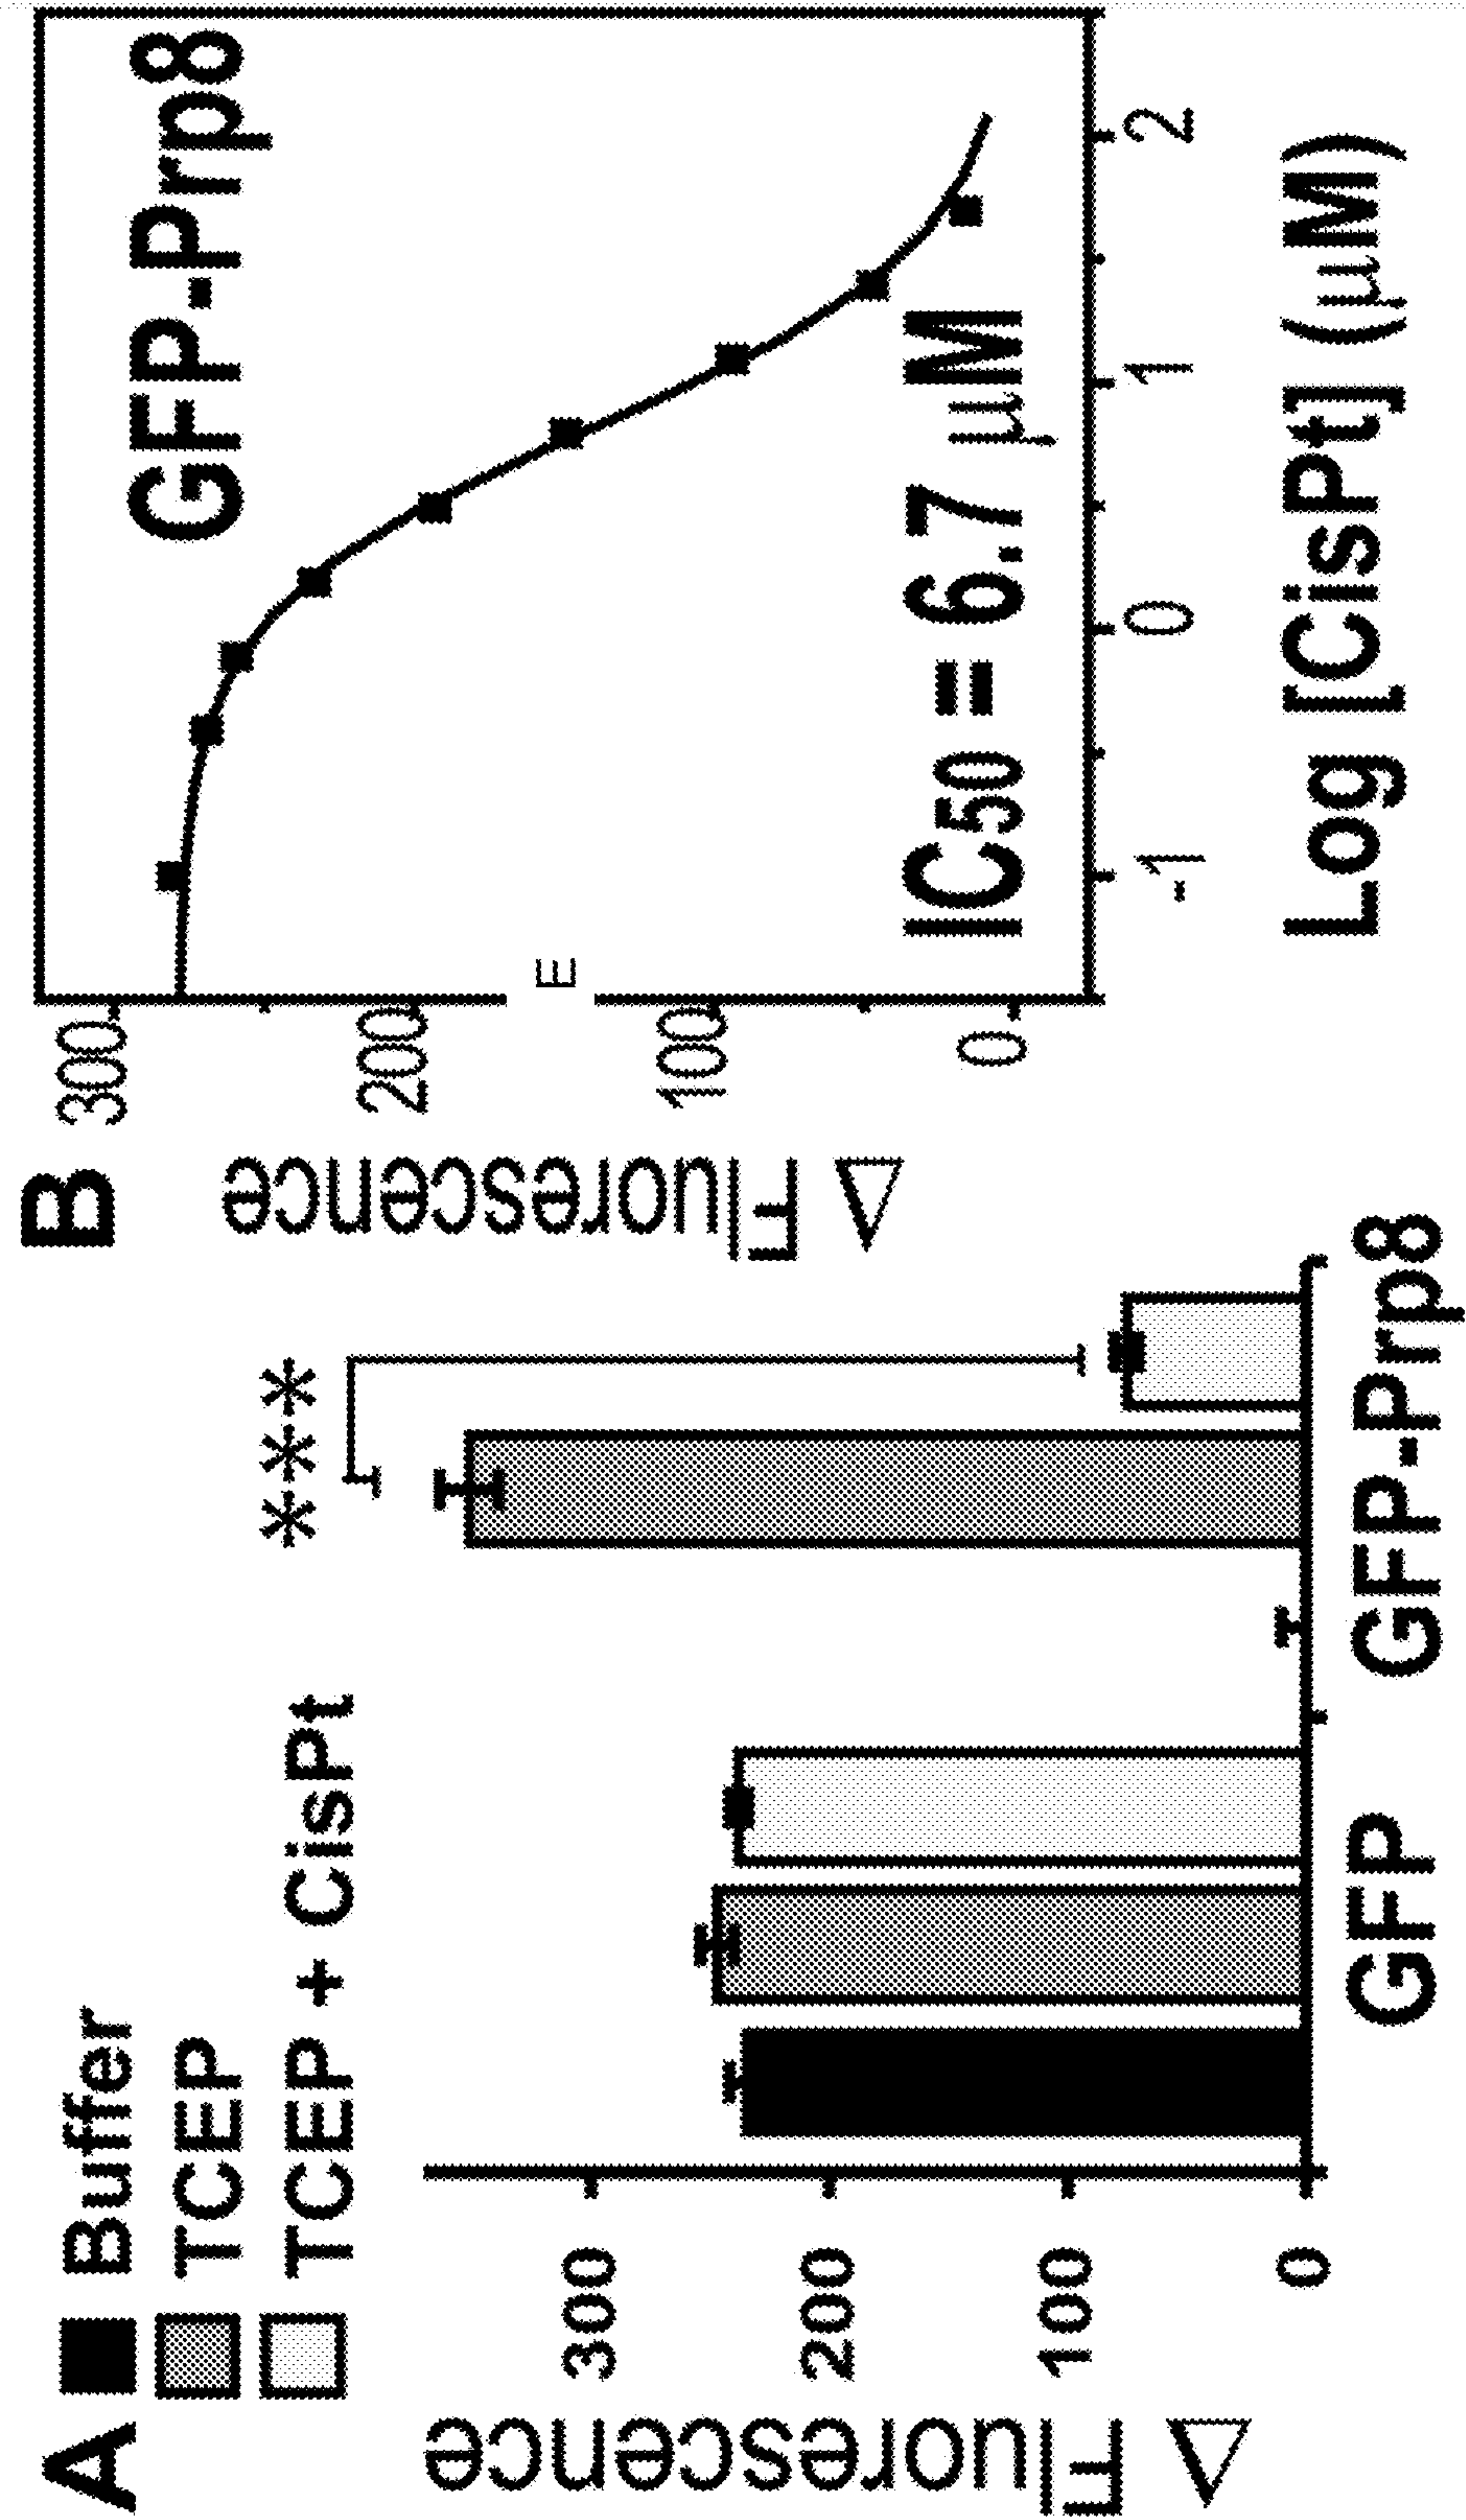 A
Buffer
TCEP
TCEP + CisPt
Δ Fluorescence
300
200
100
0
***
GFP
GFP-Prp8
B
Δ Fluorescence
300
200
100
0
E
GFP-Prp8
IC50 = 6.7 μM
-1
0
1
2
Log [CisPt] (μM)